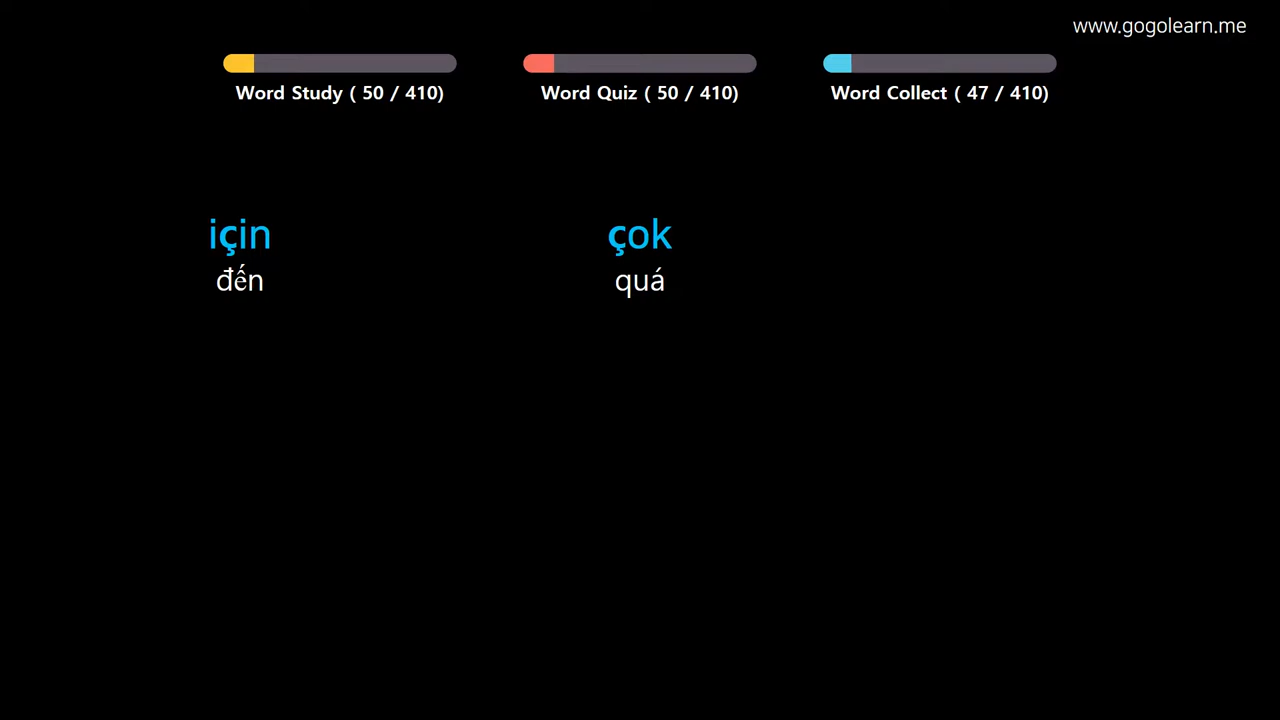 www.gogolearn.me
Word Study ( 50 / 410)
Word Quiz ( 50 / 410)
Word Collect ( 47 / 410)
için
đến
çok
quá